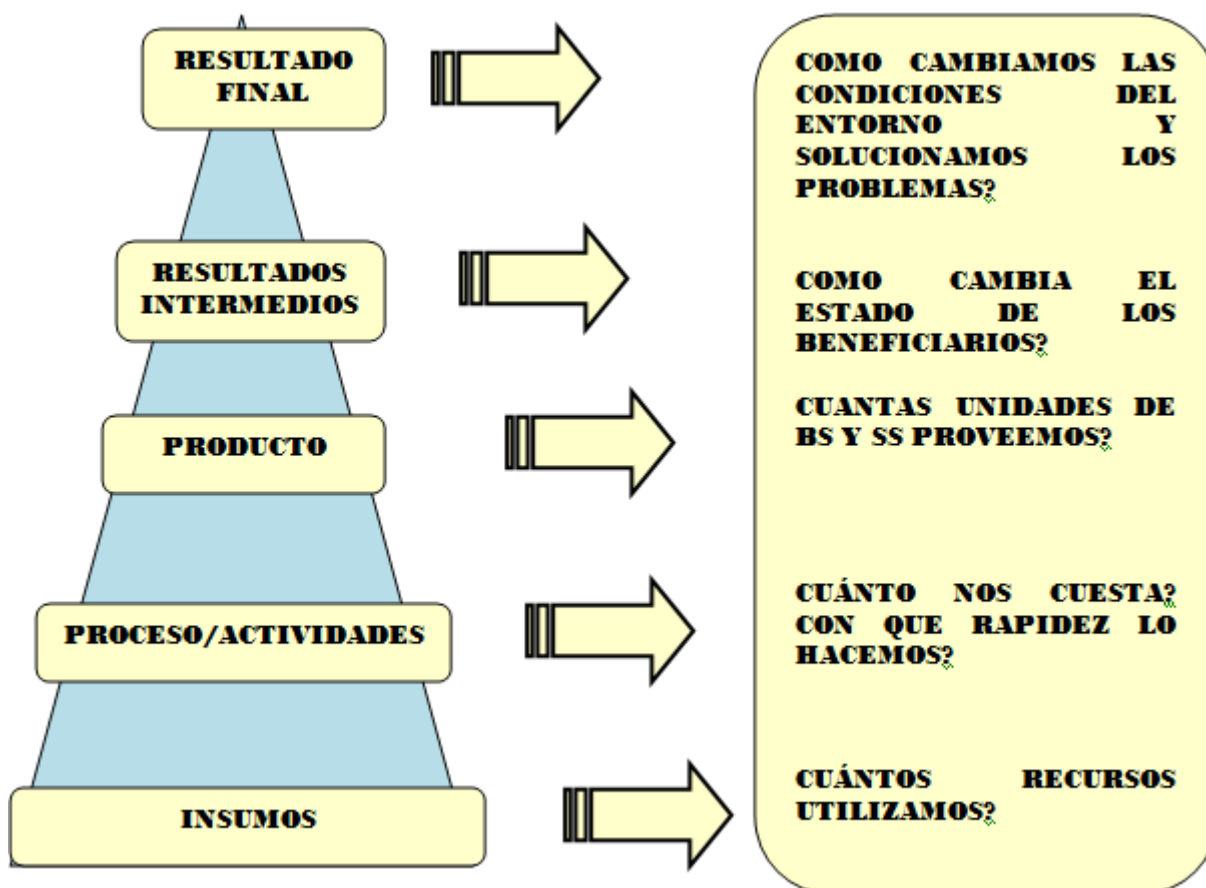 RESULTADO
FINAL
COMO CAMBIAMOS LAS
CONDICIONES DEL
ENTORNO Y
SOLUCIONAMOS LOS
PROBLEMAS?
RESULTADOS
INTERMEDIOS
COMO CAMBIA EL
ESTADO DE LOS
BENEFICIARIOS?
PRODUCTO
CUANTAS UNIDADES DE
BS Y SS PROVEEMOS?
PROCESO/ACTIVIDADES
CUÁNTO NOS CUESTA?
CON QUE RAPIDEZ LO
HACEMOS?
INSUMOS
CUÁNTOS RECURSOS
UTILIZAMOS?